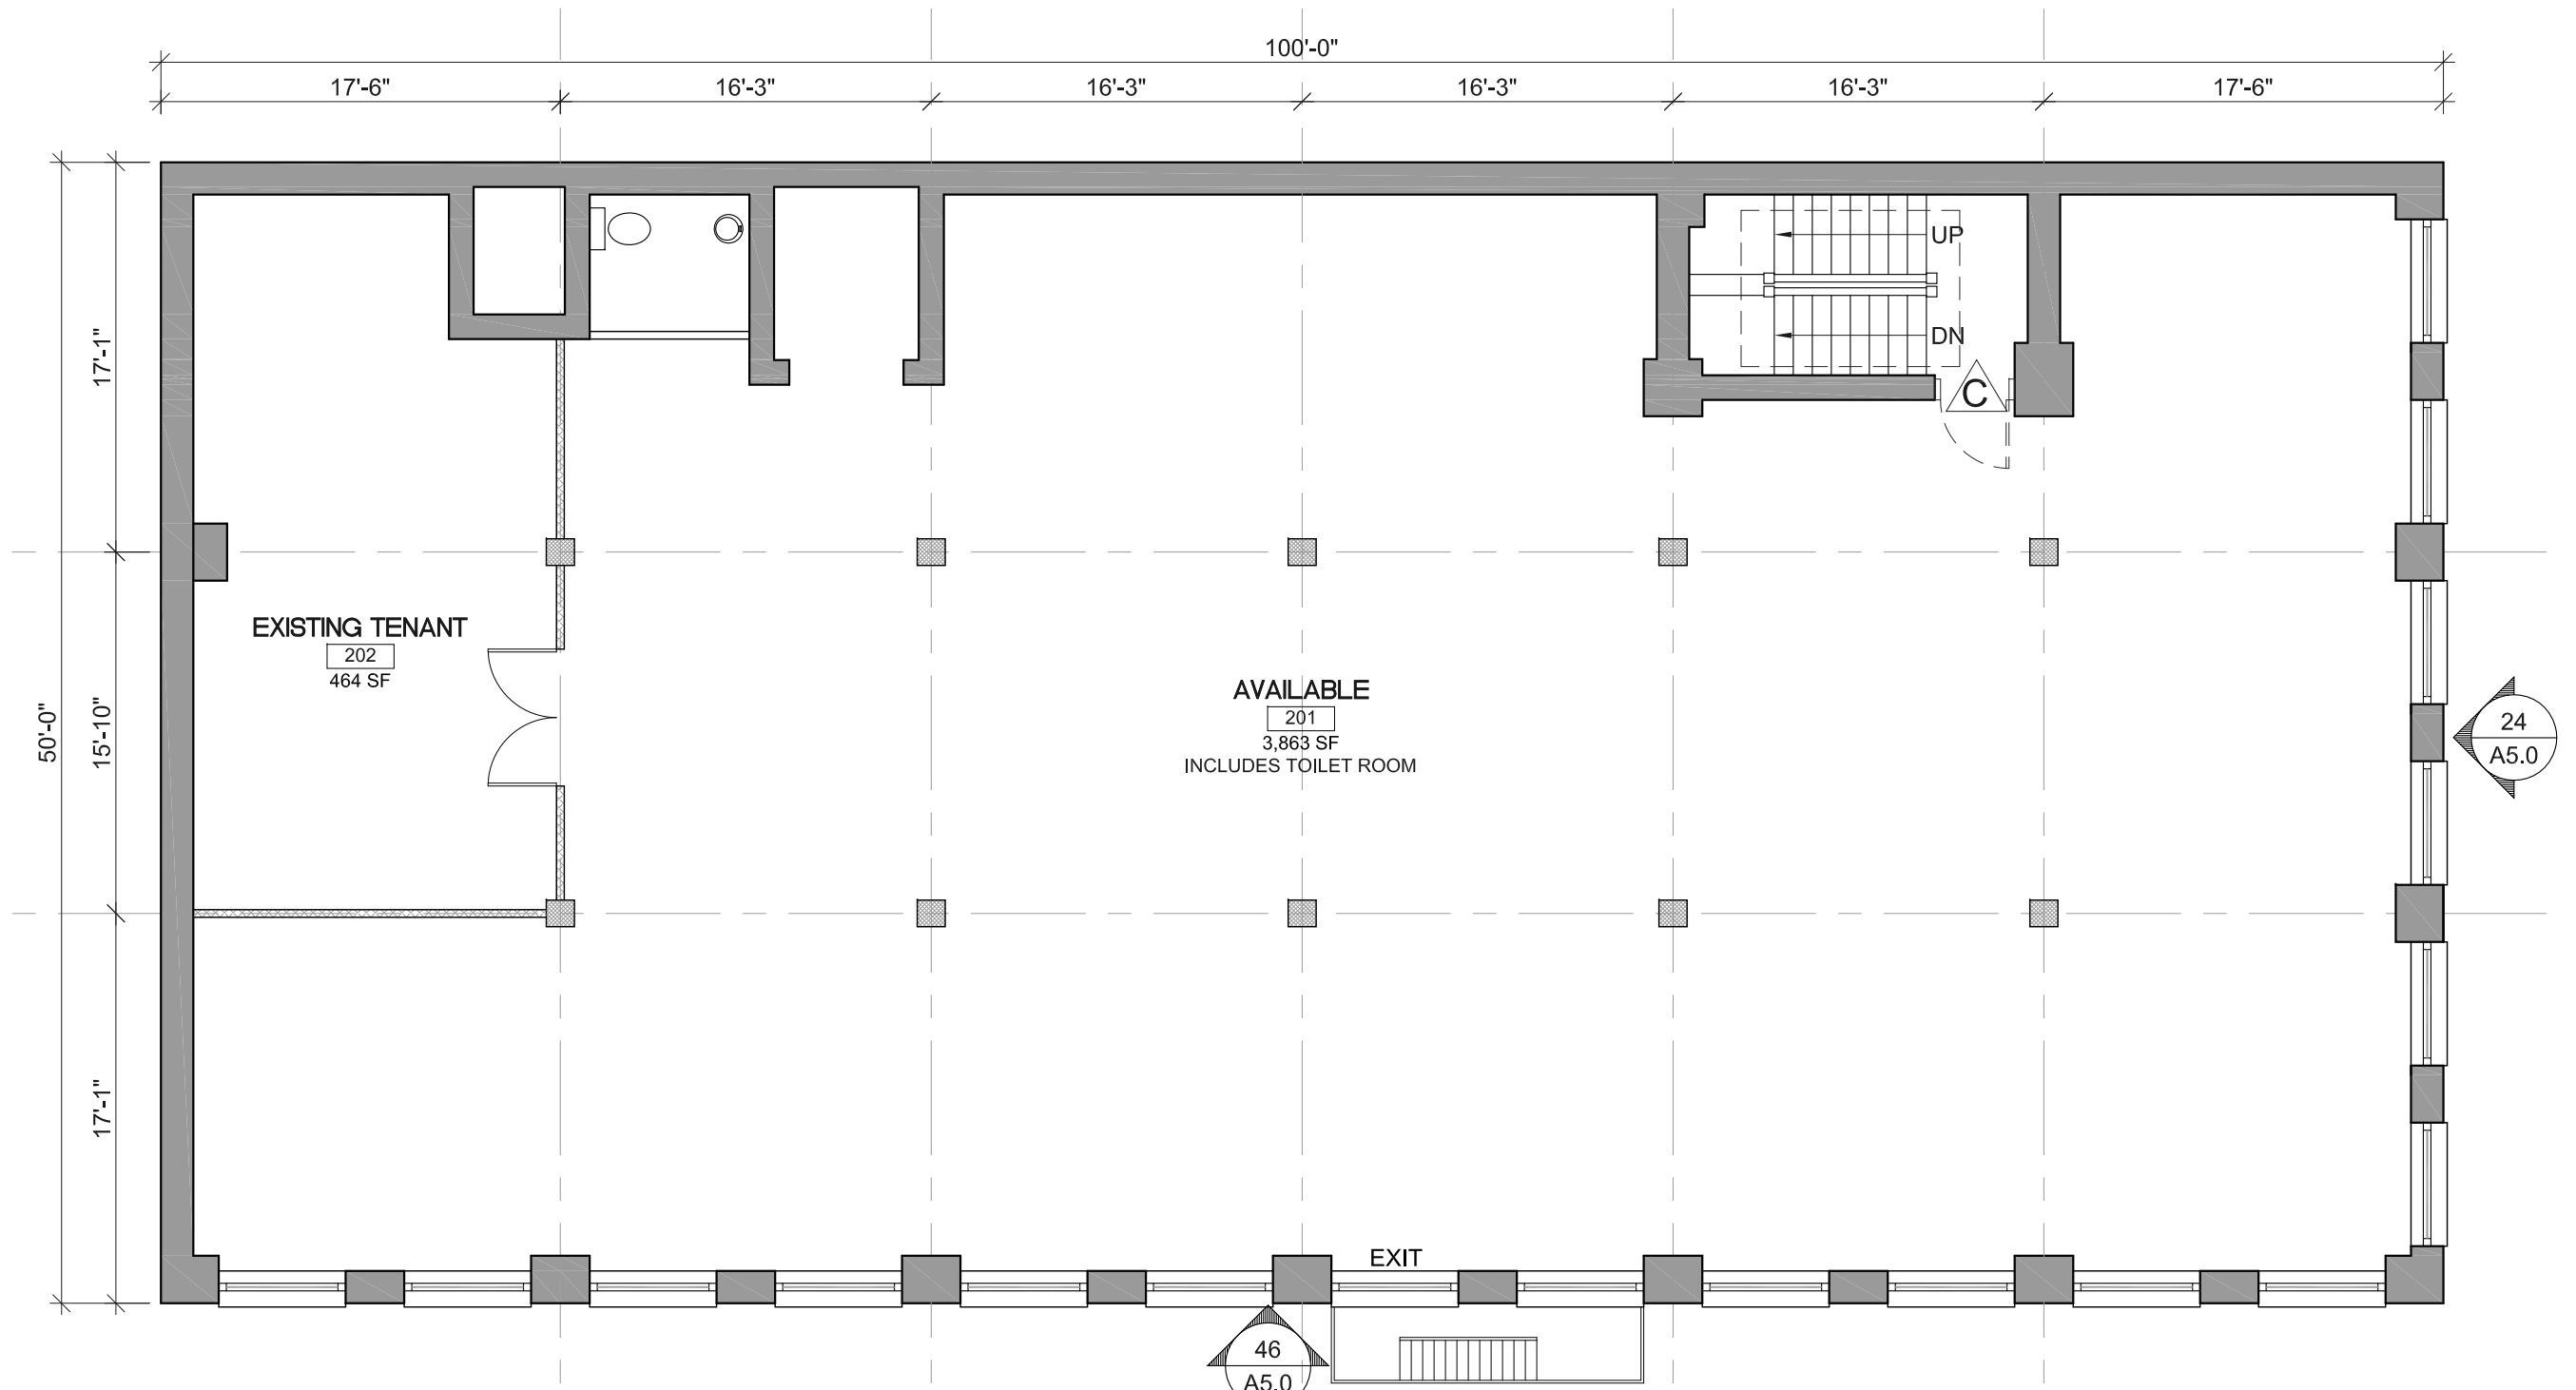 100'-0"
17'-6"
16'-3"
16'-3"
16'-3"
16'-3"
17'-6"
UP
DN
C
17'-1"
EXISTING TENANT
202
464 SF
50'-0"
15'-10"
AVAILABLE
201
3,863 SF
INCLUDES TOILET ROOM
24
A5.0
17'-1"
EXIT
46
A5.0